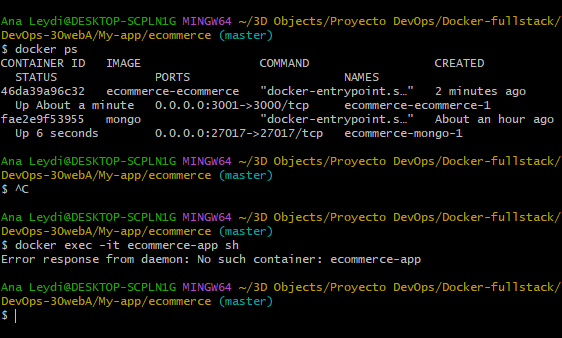 Ana Leydi@DESKTOP-SCPLN1G MINGW64 ~/3D Objects/Proyecto DevOps/Docker-fullstack/
DevOps-3OwebA/My-app/ecommerce (master)
$ docker ps
CONTAINER ID   IMAGE                 COMMAND                  CREATED
  STATUS              PORTS                      NAMES
46da39a96c32   ecommerce-ecommerce   "docker-entrypoint.s…"   2 minutes ago
  Up About a minute   0.0.0.0:3001->3000/tcp     ecommerce-ecommerce-1
fae2e9f53955   mongo                 "docker-entrypoint.s…"   About an hour ago
  Up 6 seconds        0.0.0.0:27017->27017/tcp   ecommerce-mongo-1
Ana Leydi@DESKTOP-SCPLN1G MINGW64 ~/3D Objects/Proyecto DevOps/Docker-fullstack/
DevOps-3OwebA/My-app/ecommerce (master)
$ ^C
Ana Leydi@DESKTOP-SCPLN1G MINGW64 ~/3D Objects/Proyecto DevOps/Docker-fullstack/
DevOps-3OwebA/My-app/ecommerce (master)
$ docker exec -it ecommerce-app sh
Error response from daemon: No such container: ecommerce-app
Ana Leydi@DESKTOP-SCPLN1G MINGW64 ~/3D Objects/Proyecto DevOps/Docker-fullstack/
DevOps-3OwebA/My-app/ecommerce (master)
$